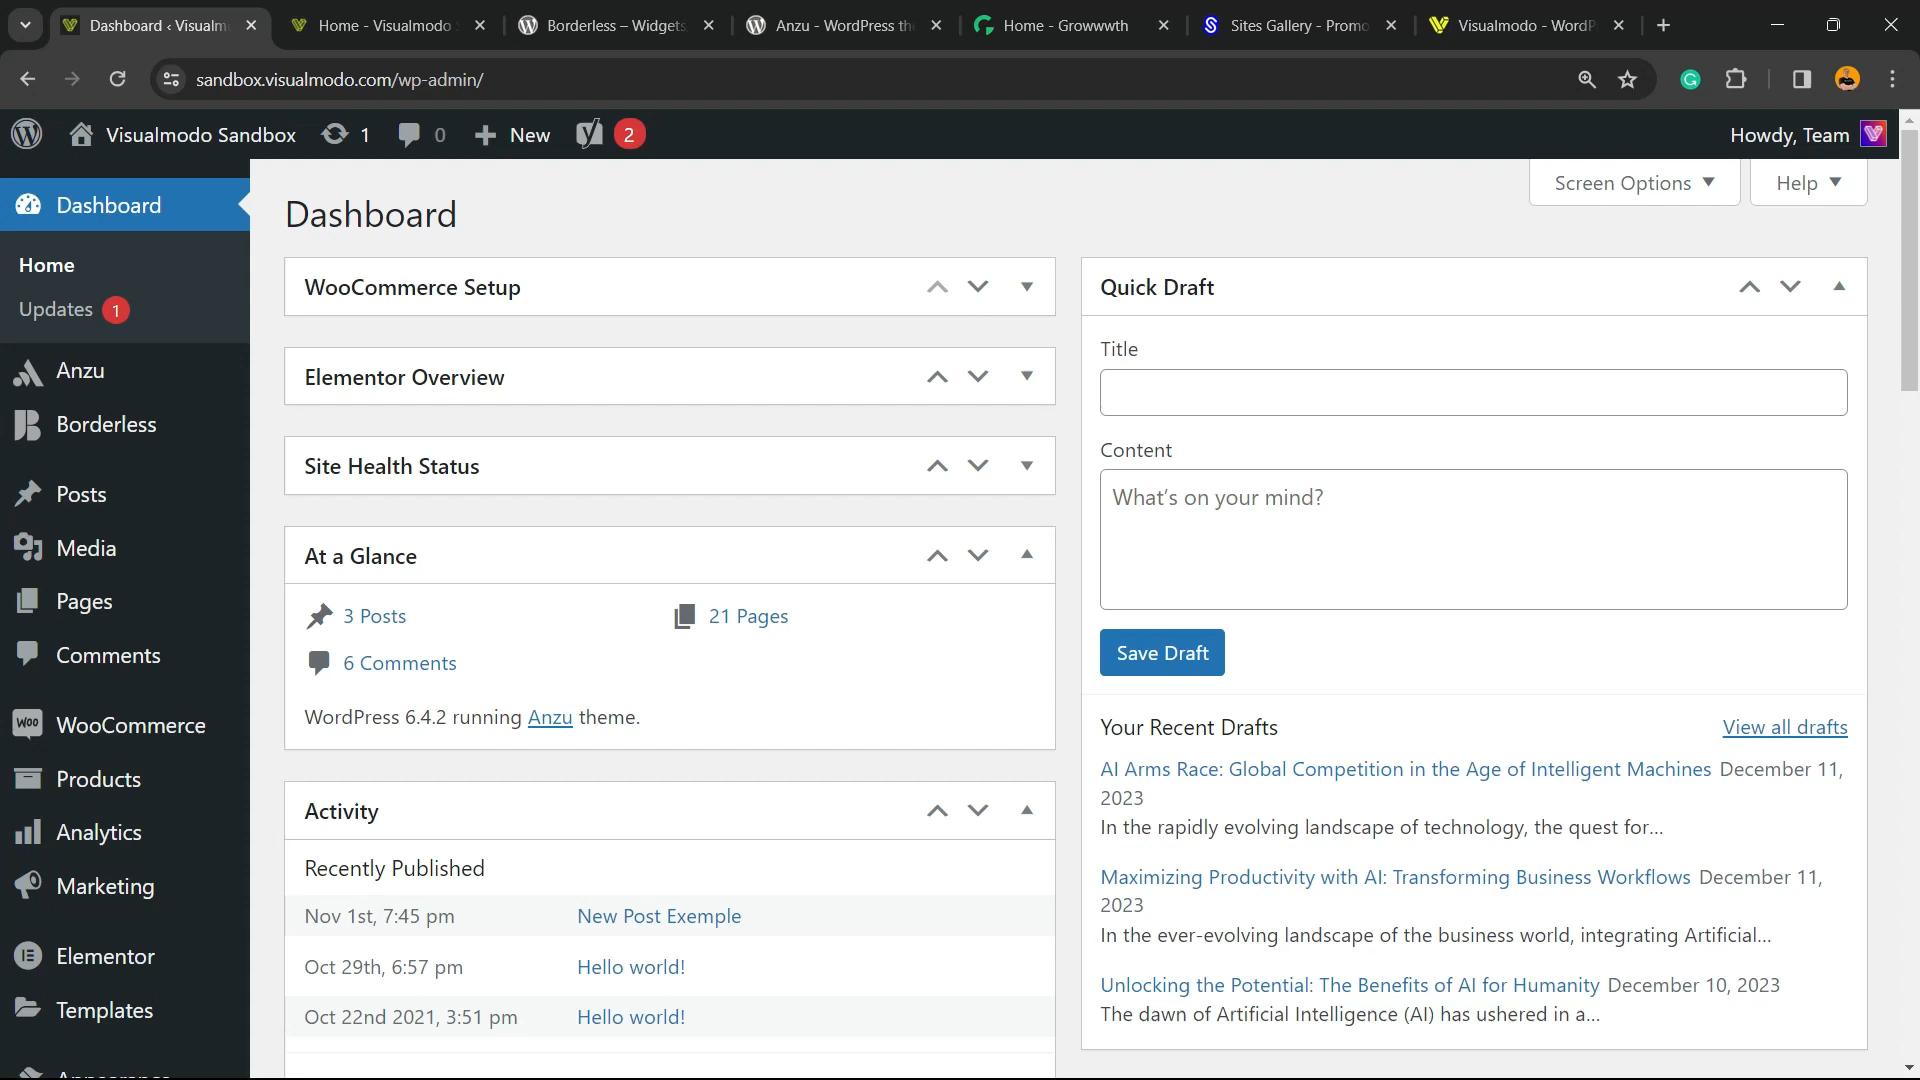 Dashboard ‹ Visualm
Home - Visualmodo
Borderless – Widgets
Anzu - WordPress th
Home - Growwwth
Sites Gallery - Promo
Visualmodo - WordP
sandbox.visualmodo.com/wp-admin/
Visualmodo Sandbox
1
0
New
2
Howdy, Team
Screen Options
Help
Dashboard
Home
Updates 1
Anzu
Borderless
Posts
Media
Pages
Comments
WooCommerce
Products
Analytics
Marketing
Elementor
Templates
Appearance
Dashboard
WooCommerce Setup
Elementor Overview
Site Health Status
At a Glance
3 Posts
21 Pages
6 Comments
WordPress 6.4.2 running Anzu theme.
Activity
Recently Published
Nov 1st, 7:45 pm New Post Exemple
Oct 29th, 6:57 pm Hello world!
Oct 22nd 2021, 3:51 pm Hello world!
Quick Draft
Title
Content
What's on your mind?
Save Draft
Your Recent Drafts
View all drafts
AI Arms Race: Global Competition in the Age of Intelligent Machines December 11,
2023
In the rapidly evolving landscape of technology, the quest for…
Maximizing Productivity with AI: Transforming Business Workflows December 11,
2023
In the ever-evolving landscape of the business world, integrating Artificial…
Unlocking the Potential: The Benefits of AI for Humanity December 10, 2023
The dawn of Artificial Intelligence (AI) has ushered in a…